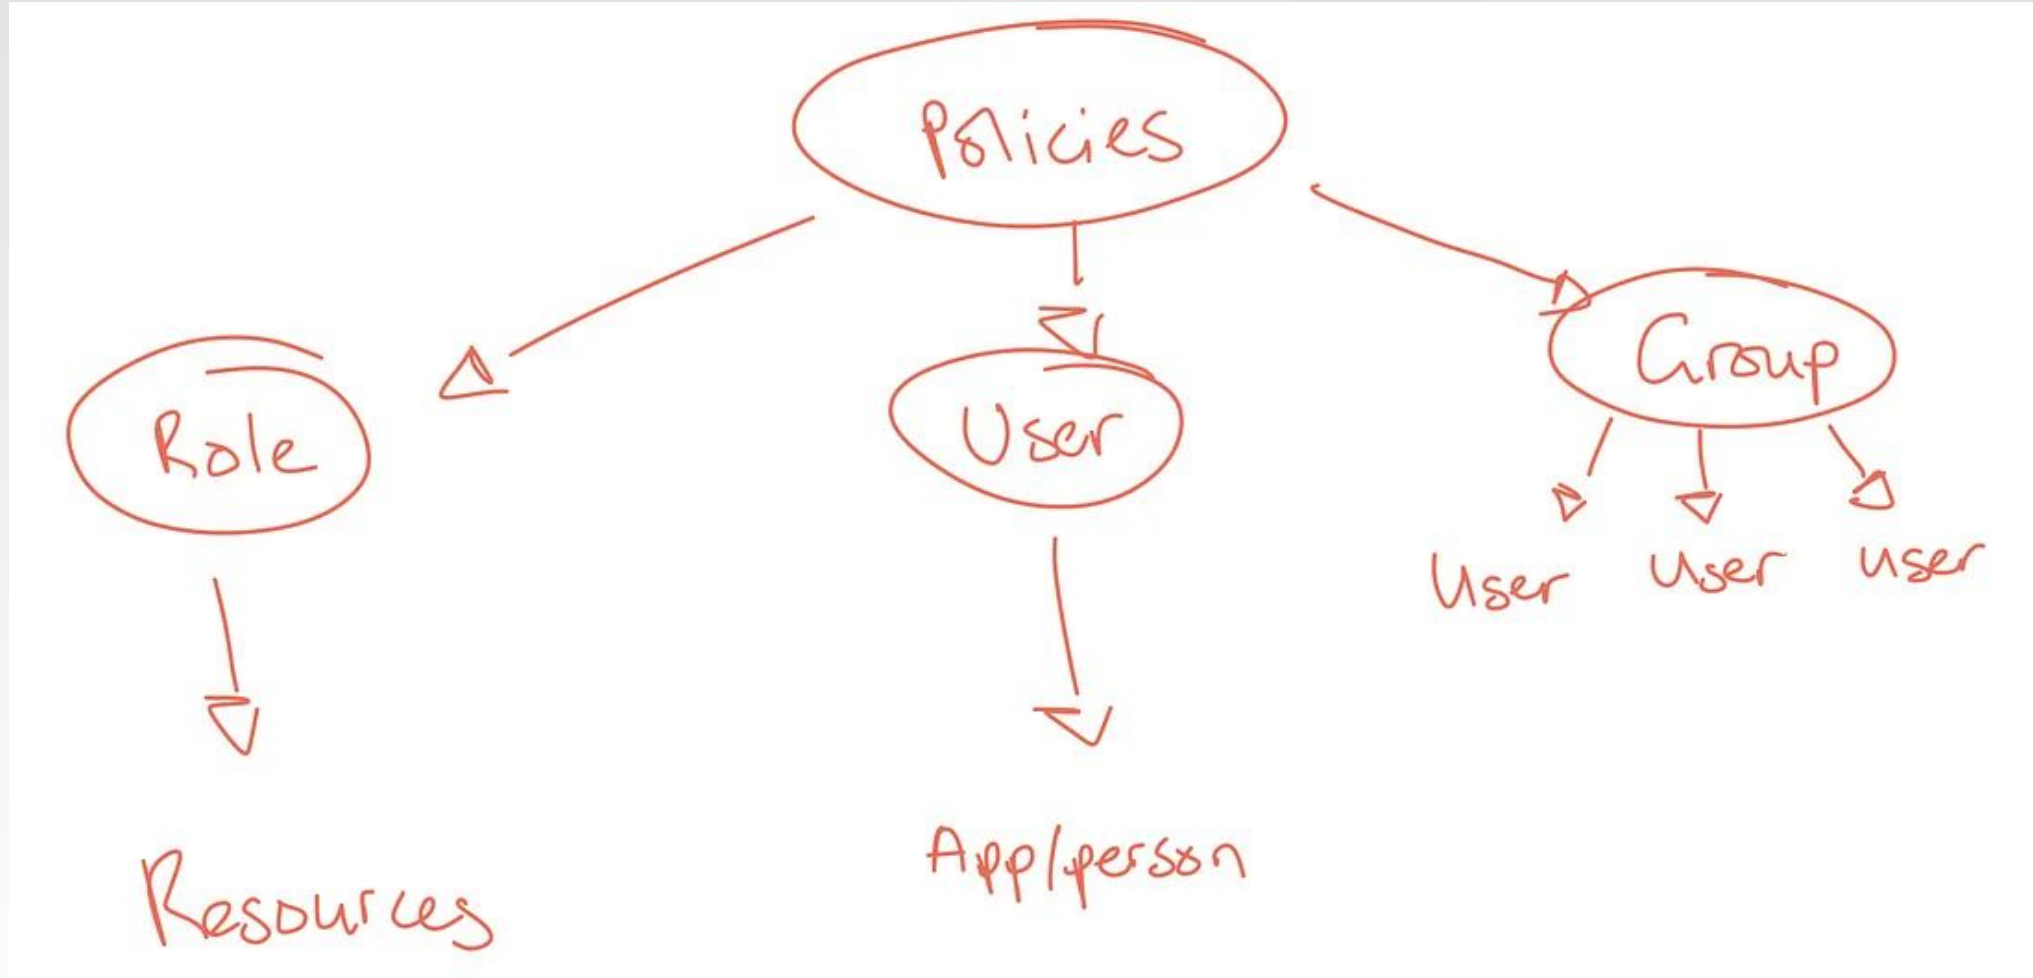 Policies
Role
User
Group
User
User
user
Resources
App/person